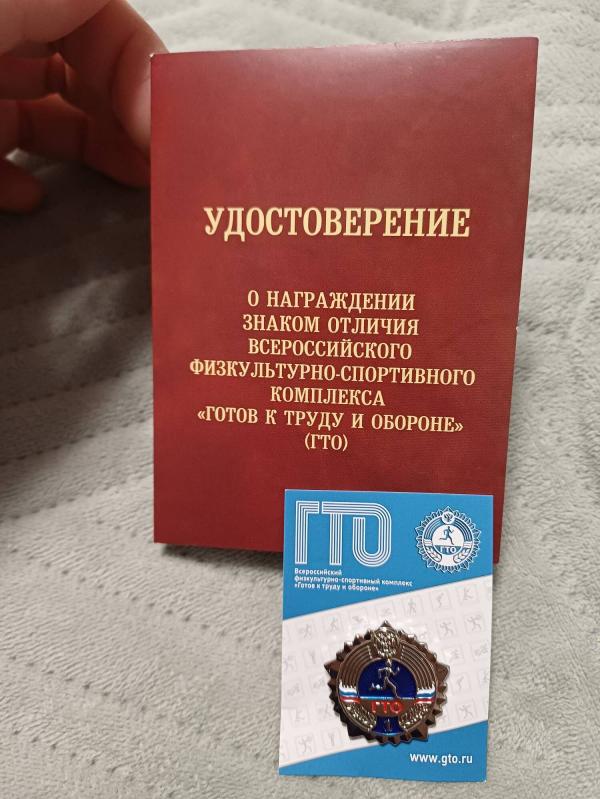 УДОСТОВЕРЕНИЕ
О НАГРАЖДЕНИИ
ЗНАКОМ ОТЛИЧИЯ
ВСЕРОССИЙСКОГО
ФИЗКУЛЬТУРНО-СПОРТИВНОГО
КОМПЛЕКСА
«ГОТОВ К ТРУДУ И ОБОРОНЕ»
(ГТО)
ГТО
ГТО
Всероссийский
физкультурно-спортивный комплекс
«Готов к труду и обороне»
ГТО
www.gto.ru